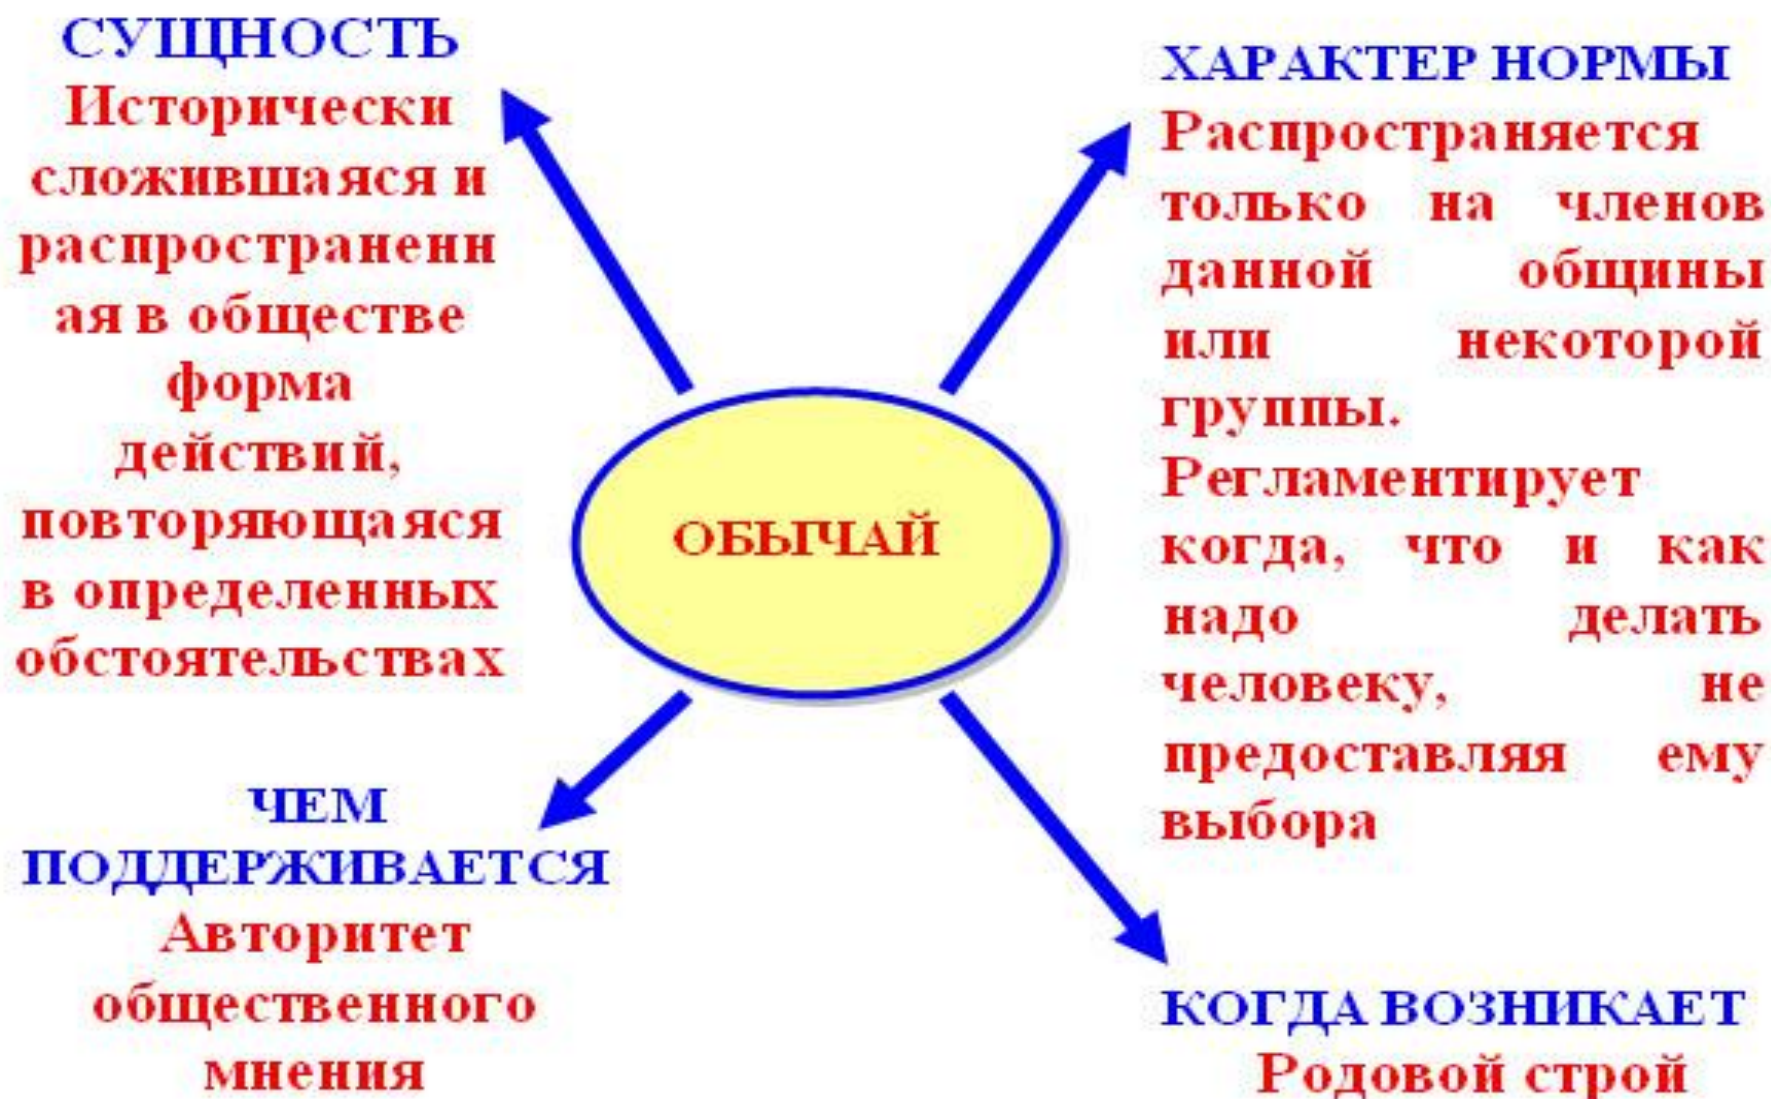 СУЩНОСТЬ
Исторически
сложившаяся и
распространенн
ая в обществе
форма
действий,
повторяющаяся
в определенных
обстоятельствах
ХАРАКТЕР НОРМЫ
Распространяется
только на членов
данной общины
или некоторой
группы.
Регламентирует
когда, что и как
надо делать
человеку, не
предоставляя ему
выбора
ОБЫЧАЙ
ЧЕМ
ПОДДЕРЖИВАЕТСЯ
Авторитет
общественного
мнения
КОГДА ВОЗНИКАЕТ
Родовой строй